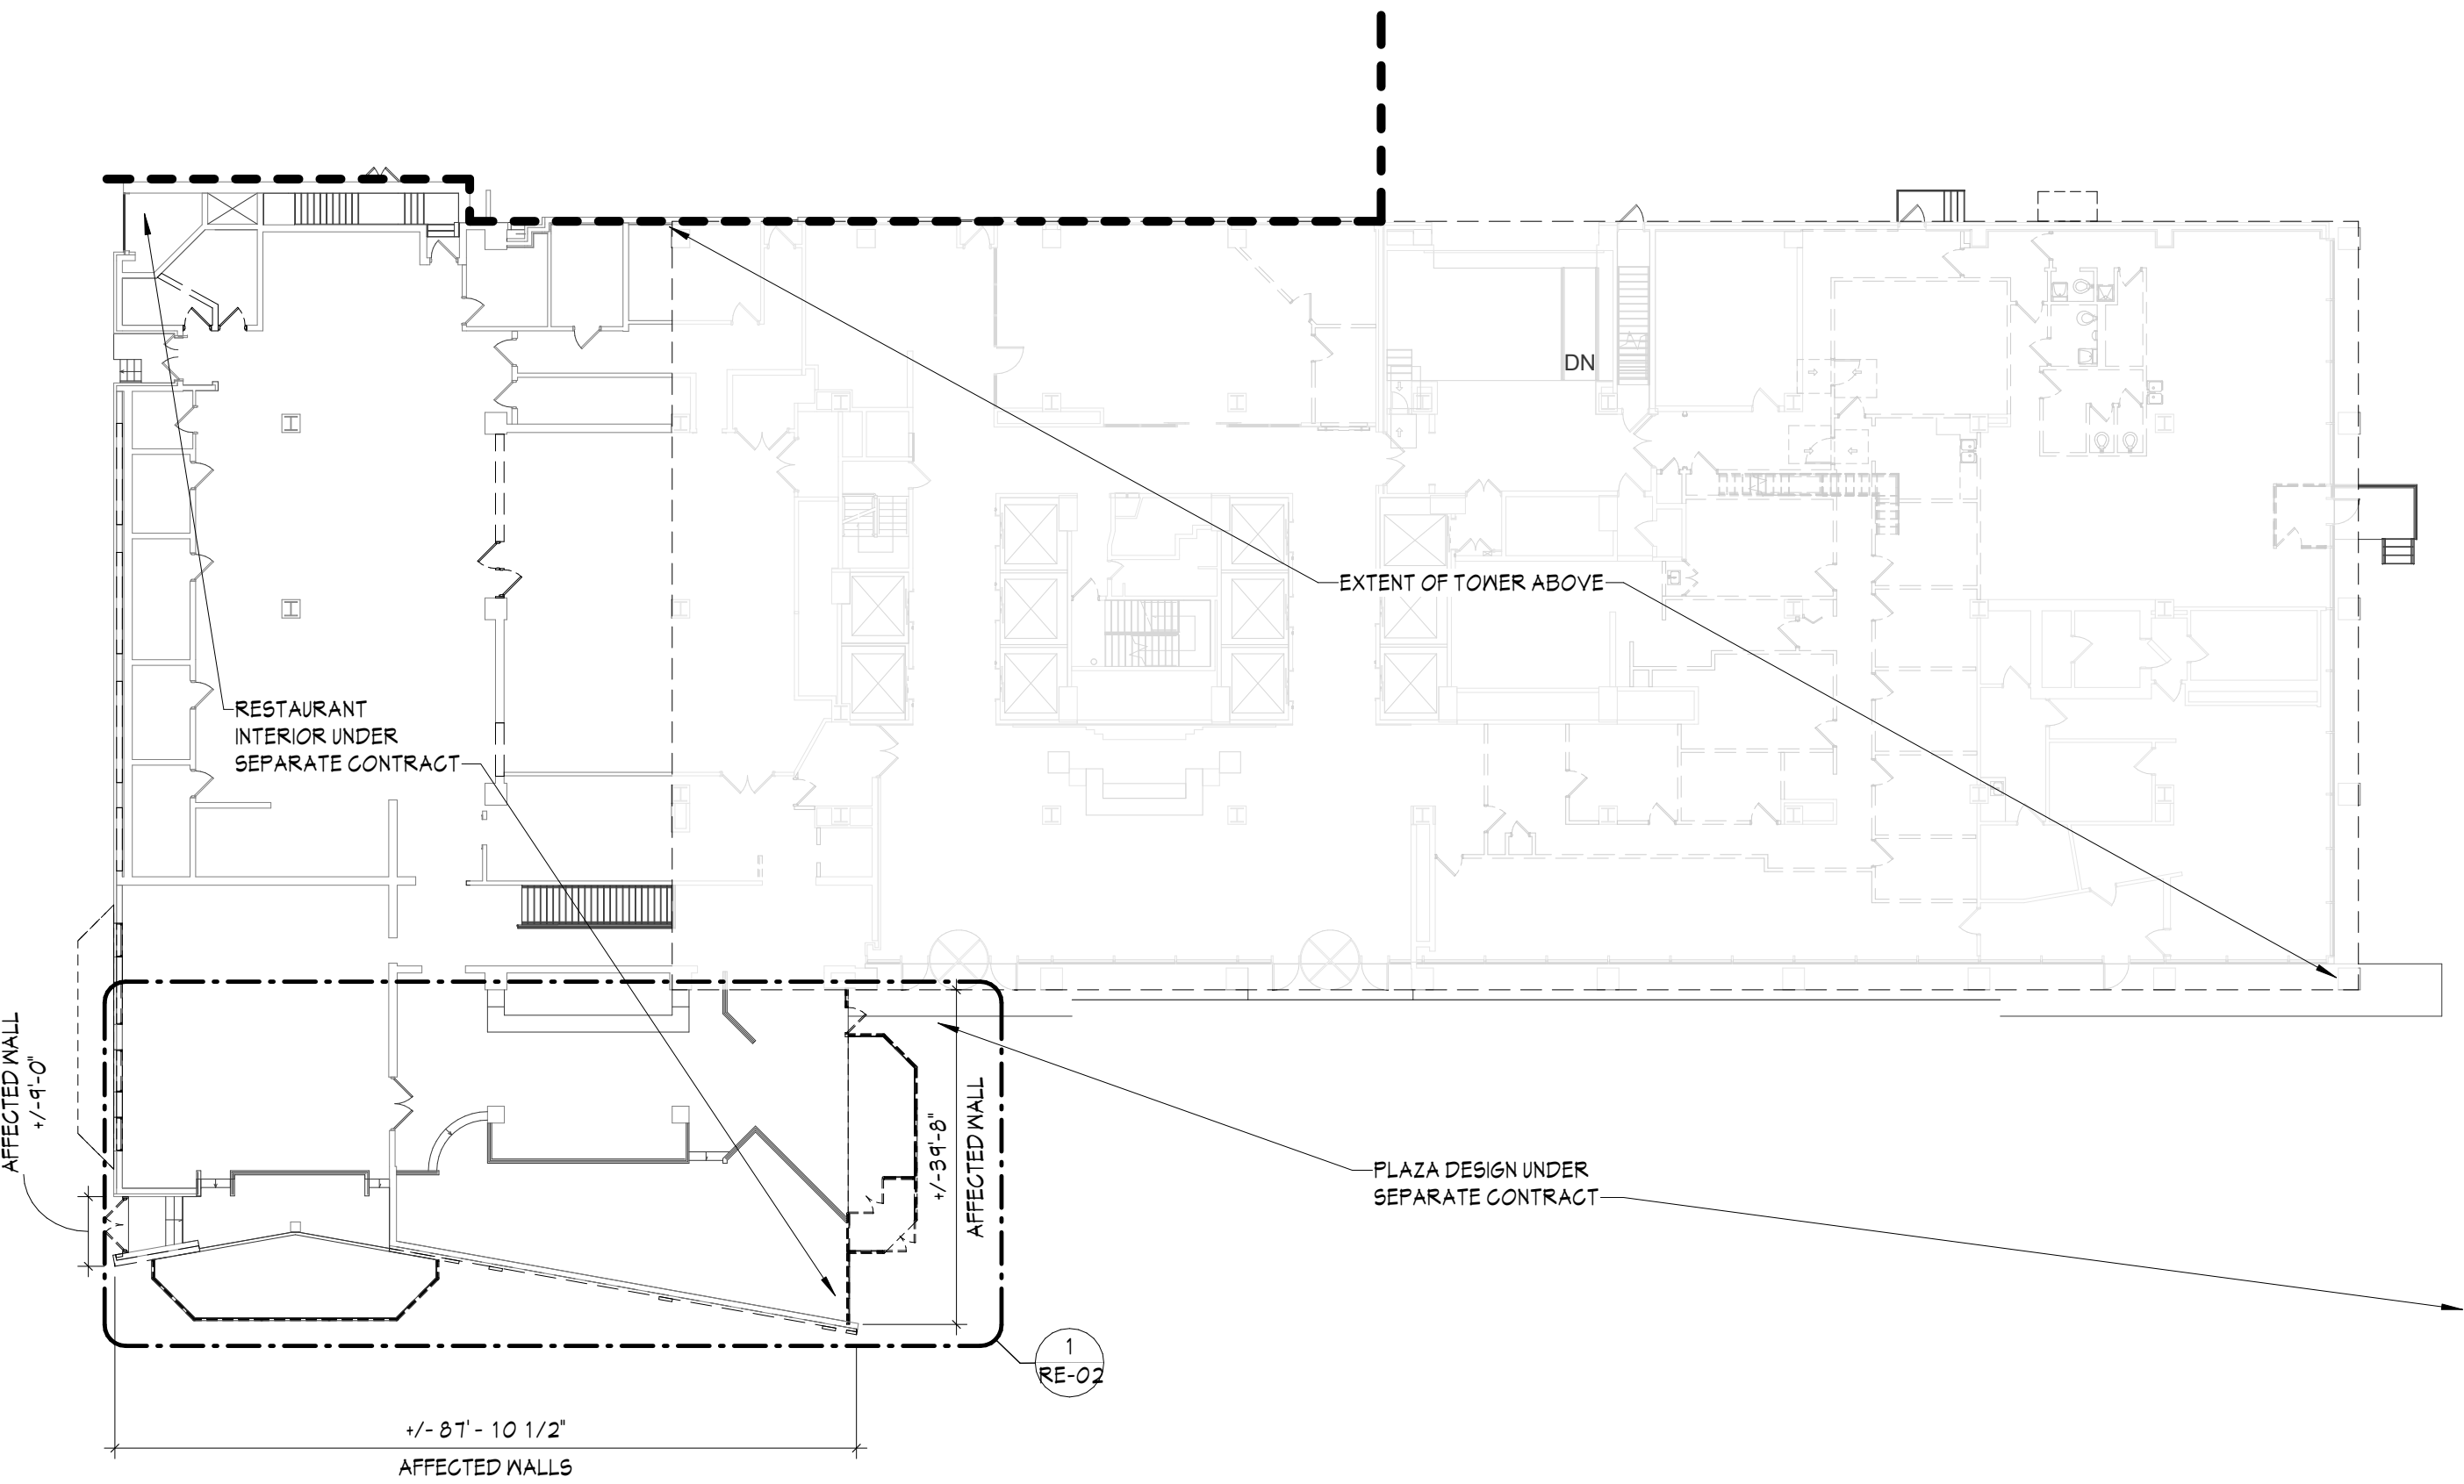 DN
EXTENT OF TOWER ABOVE
RESTAURANT
INTERIOR UNDER
SEPARATE CONTRACT
AFFECTED WALL
+/-9'-0"
+/-39'-8"
AFFECTED WALL
PLAZA DESIGN UNDER
SEPARATE CONTRACT
1
RE-02
+/- 87' - 10 1/2"
AFFECTED WALLS